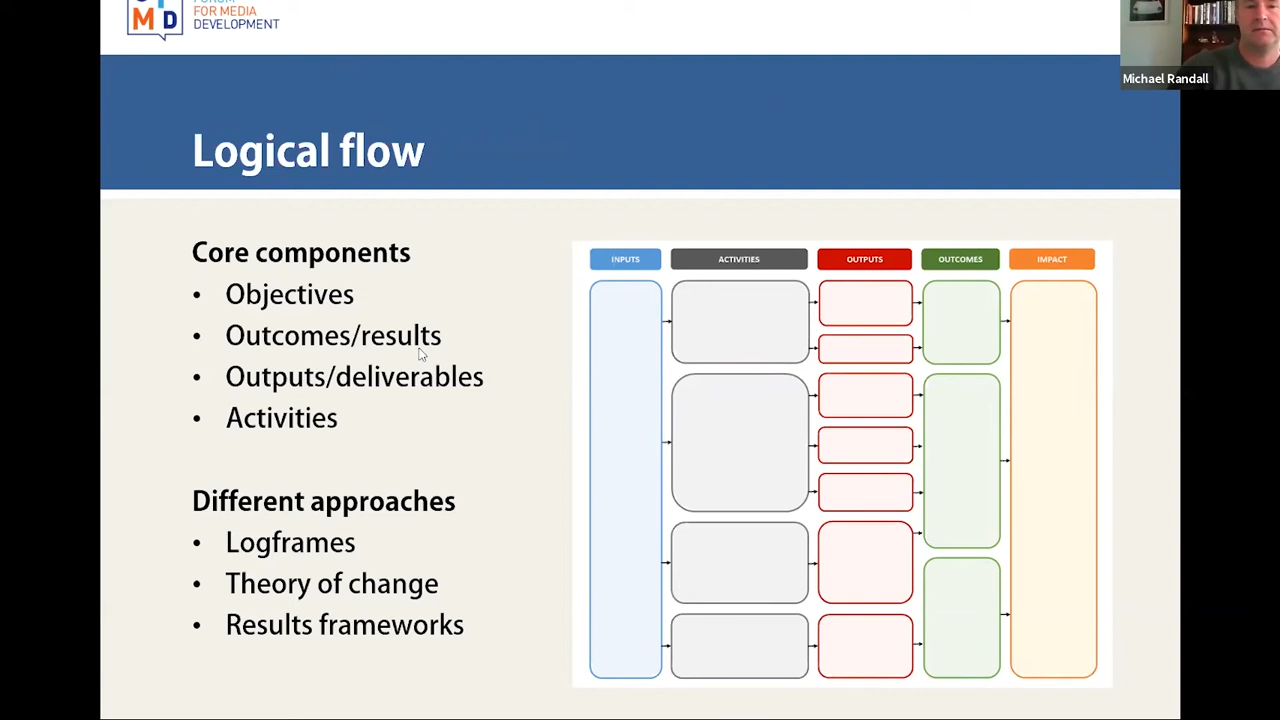 M D
FOR MEDIA
DEVELOPMENT
Michael Randall
Logical flow
Core components
• Objectives
• Outcomes/results
• Outputs/deliverables
• Activities
Different approaches
• Logframes
• Theory of change
• Results frameworks
INPUTS
ACTIVITIES
OUTPUTS
OUTCOMES
IMPACT